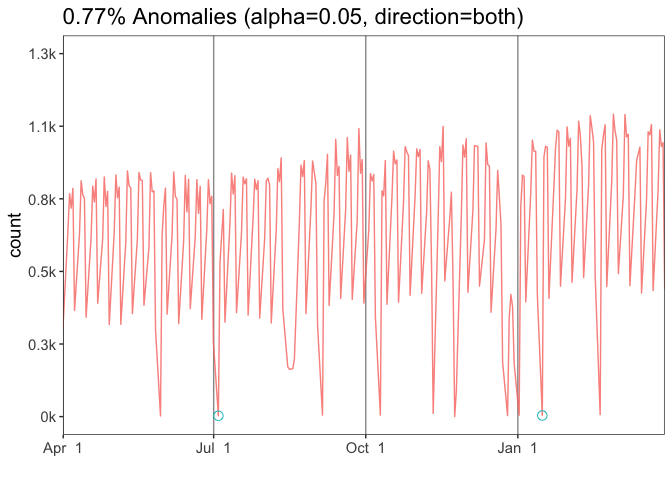 0.77% Anomalies (alpha=0.05, direction=both)
1.3k
1.1k
0.8k
0.5k
0.3k
0k
count
Apr 1 Jul 1 Oct 1 Jan 1